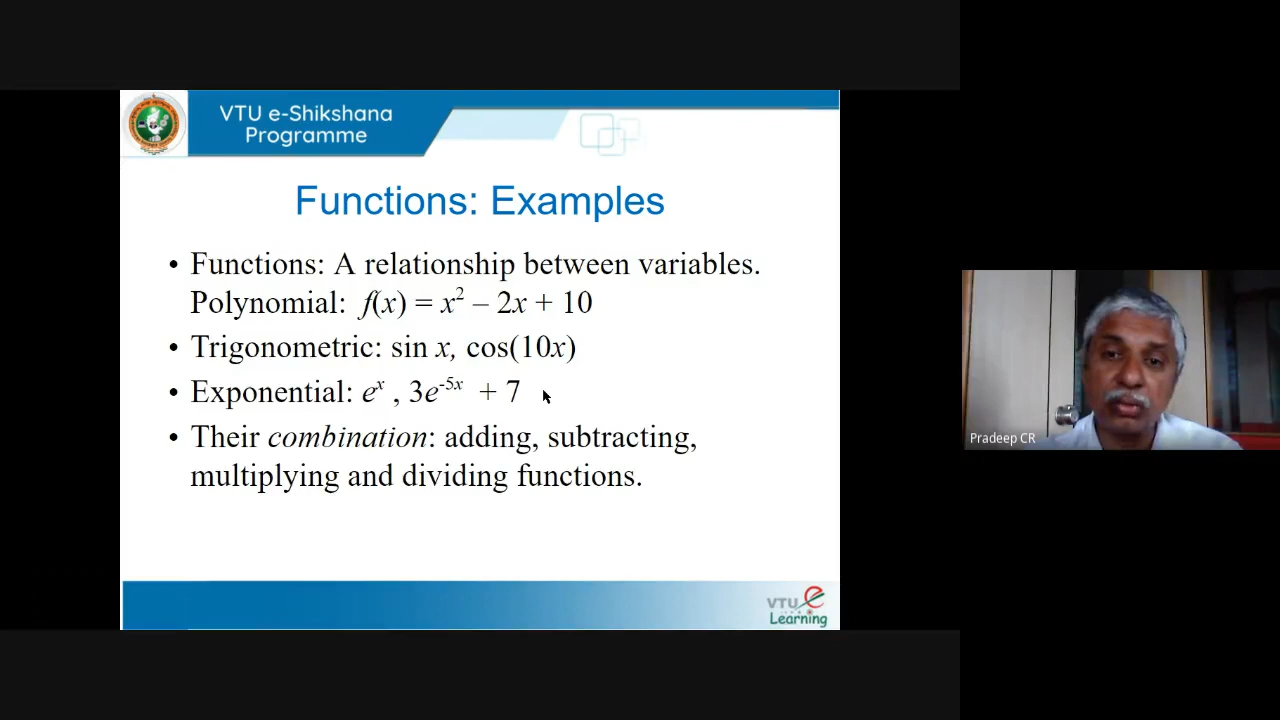 VTU e-Shikshana
Programme
Functions: Examples
• Functions: A relationship between variables.
Polynomial: f(x) = x² – 2x + 10
• Trigonometric: sin x, cos(10x)
• Exponential: eˣ , 3e⁻⁵ˣ + 7
• Their combination: adding, subtracting,
multiplying and dividing functions.
VTU e
Learning
Pradeep CR